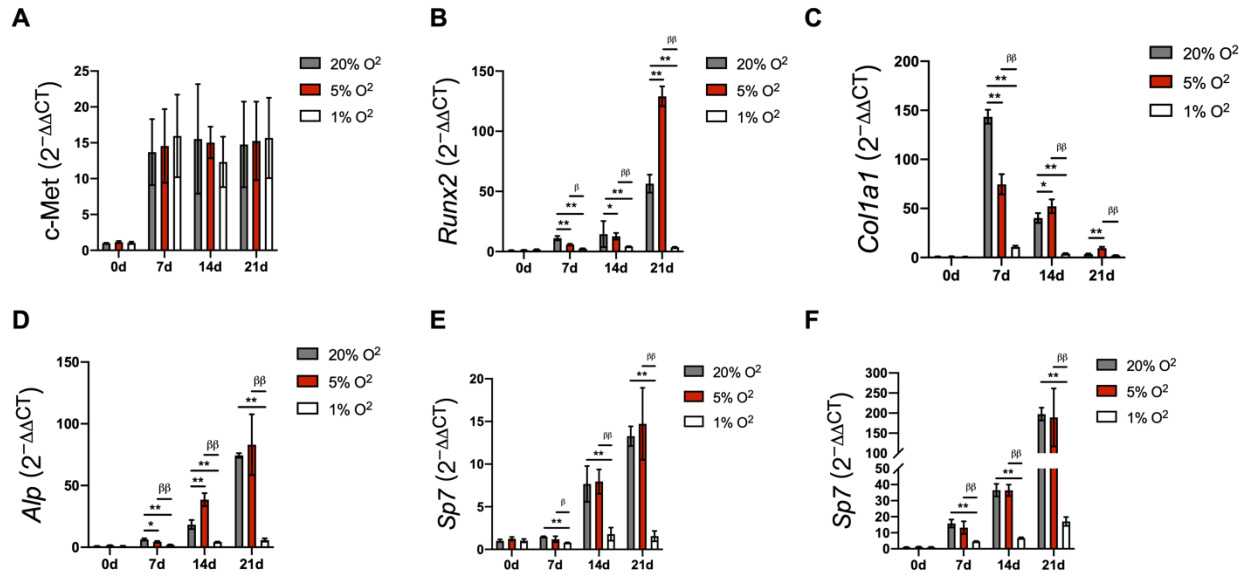 A
c-Met (2⁻ΔΔCT)
25
20
15
10
5
0
0d 7d 14d 21d
20% O²
5% O²
1% O²
B
Runx2 (2⁻ΔΔCT)
150
100
50
0
β
**
**
ββ
**
*
ββ
**
**
0d 7d 14d 21d
20% O²
5% O²
1% O²
C
Col1a1 (2⁻ΔΔCT)
200
150
100
50
0
ββ
**
**
ββ
**
*
ββ
**
0d 7d 14d 21d
20% O²
5% O²
1% O²
D
Alp (2⁻ΔΔCT)
150
100
50
0
ββ
**
*
ββ
**
**
ββ
**
0d 7d 14d 21d
20% O²
5% O²
1% O²
E
Sp7 (2⁻ΔΔCT)
20
15
10
5
0
β
**
ββ
**
ββ
**
0d 7d 14d 21d
20% O²
5% O²
1% O²
F
Sp7 (2⁻ΔΔCT)
300
250
200
150
100
50
40
30
20
10
0
ββ
**
ββ
**
ββ
**
0d 7d 14d 21d
20% O²
5% O²
1% O²